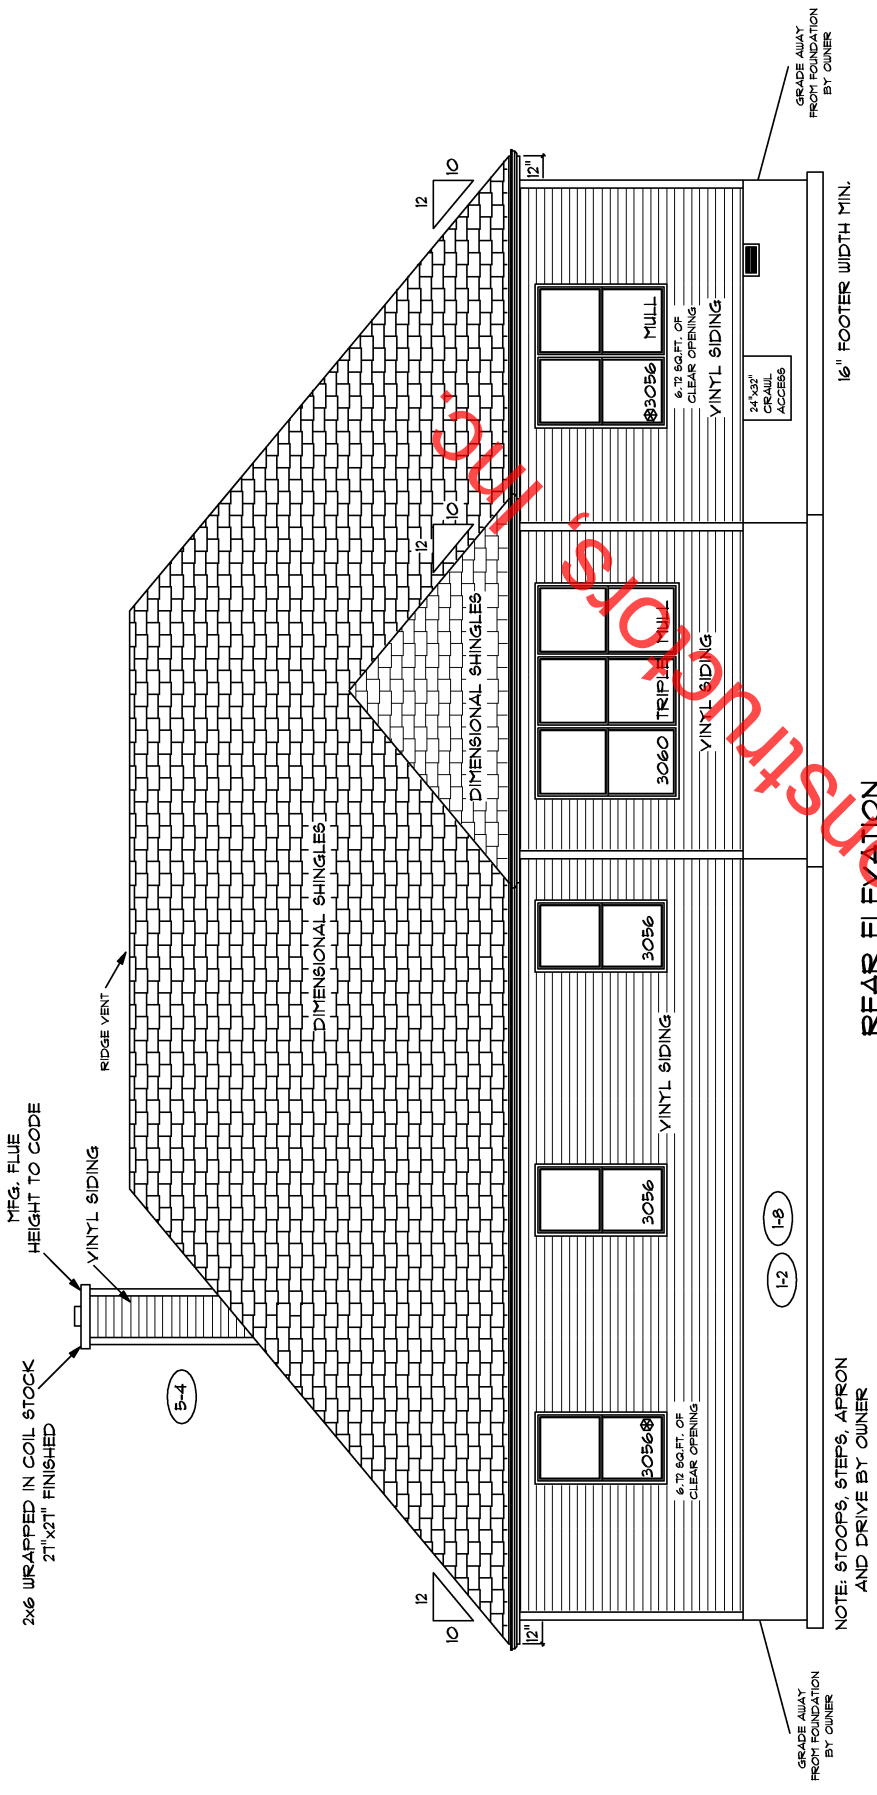 2x6 WRAPPED IN COIL STOCK
27"x27" FINISHED
MFG. FLUE
HEIGHT TO CODE
VINYL SIDING
RIDGE VENT
5-4
DIMENSIONAL SHINGLES
DIMENSIONAL SHINGLES
12
10
12
10
12
10
12"
12"
3056
6.72 SQ.FT. OF
CLEAR OPENING
3056
VINYL SIDING
3056
3060 TRIPLE MULL
VINYL SIDING
3056 MULL
6.72 SQ.FT. OF
CLEAR OPENING
VINYL SIDING
24"x32"
CRAWL
ACCESS
1-2
1-8
GRADE AWAY
FROM FOUNDATION
BY OWNER
NOTE: STOOPS, STEPS, APRON
AND DRIVE BY OWNER
16" FOOTER WIDTH MIN.
GRADE AWAY
FROM FOUNDATION
BY OWNER
REAR ELEVATION
nstructors, Inc.